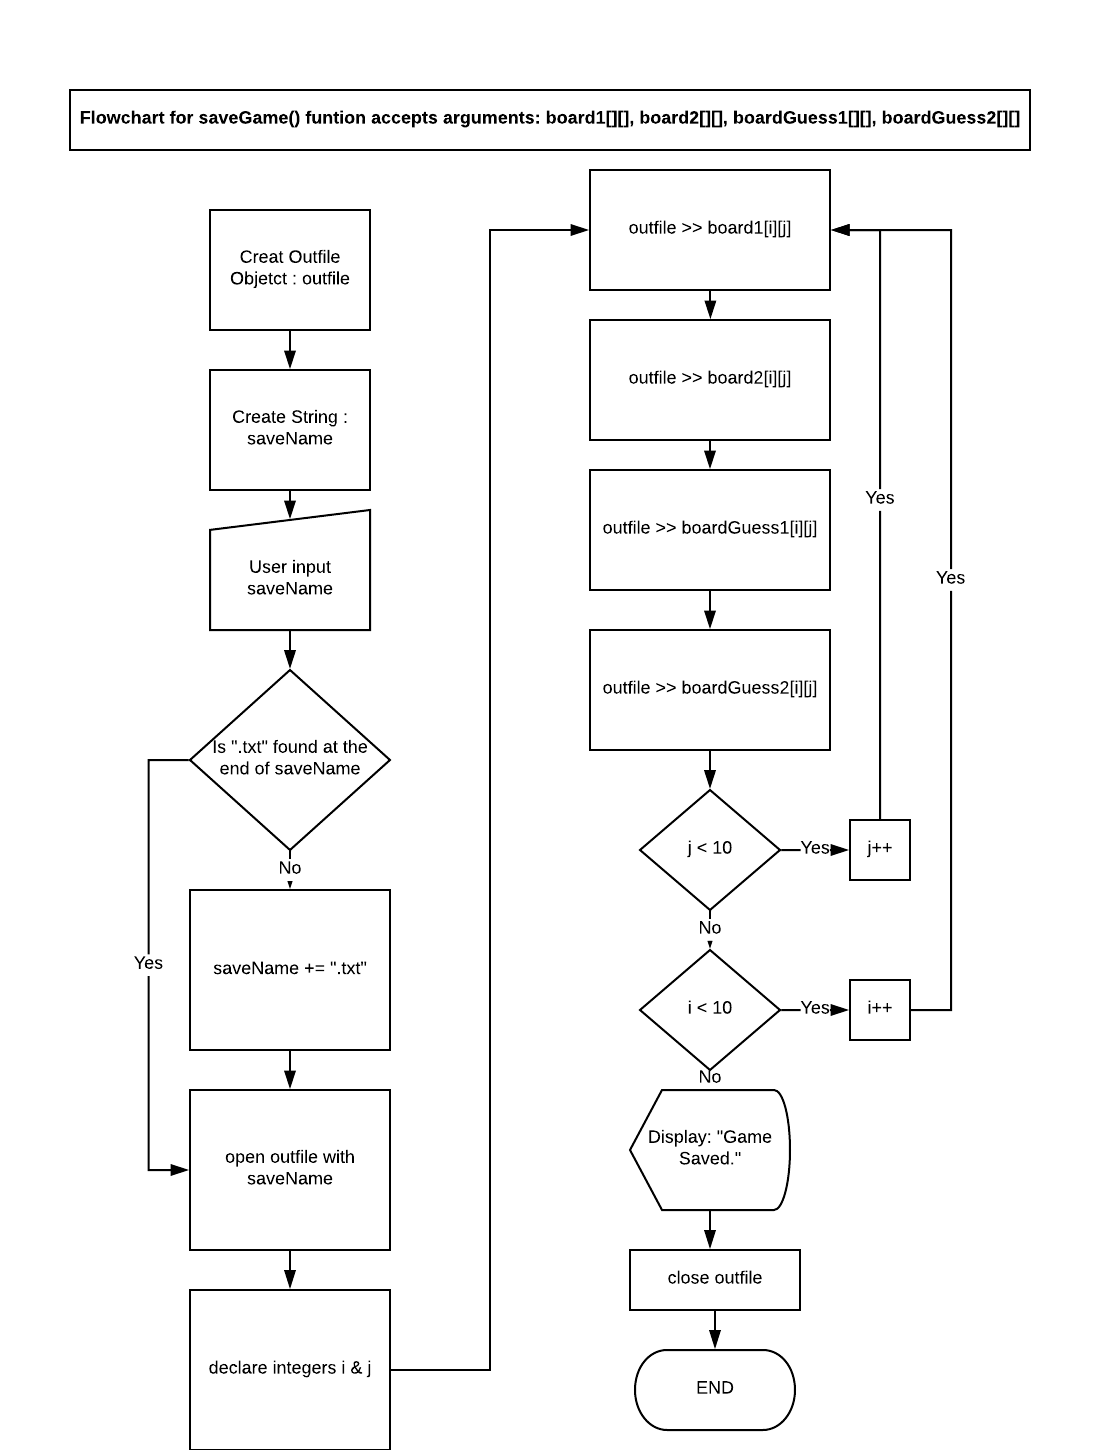 Flowchart for saveGame() funtion accepts arguments: board1[][], board2[][], boardGuess1[][], boardGuess2[][]
Creat Outfile
Objetct : outfile
Create String :
saveName
User input
saveName
Is ".txt" found at the
end of saveName
No
Yes
saveName += ".txt"
open outfile with
saveName
declare integers i & j
outfile >> board1[i][j]
outfile >> board2[i][j]
outfile >> boardGuess1[i][j]
outfile >> boardGuess2[i][j]
j < 10
Yes
j++
Yes
No
i < 10
Yes
i++
Yes
No
Display: "Game
Saved."
close outfile
END